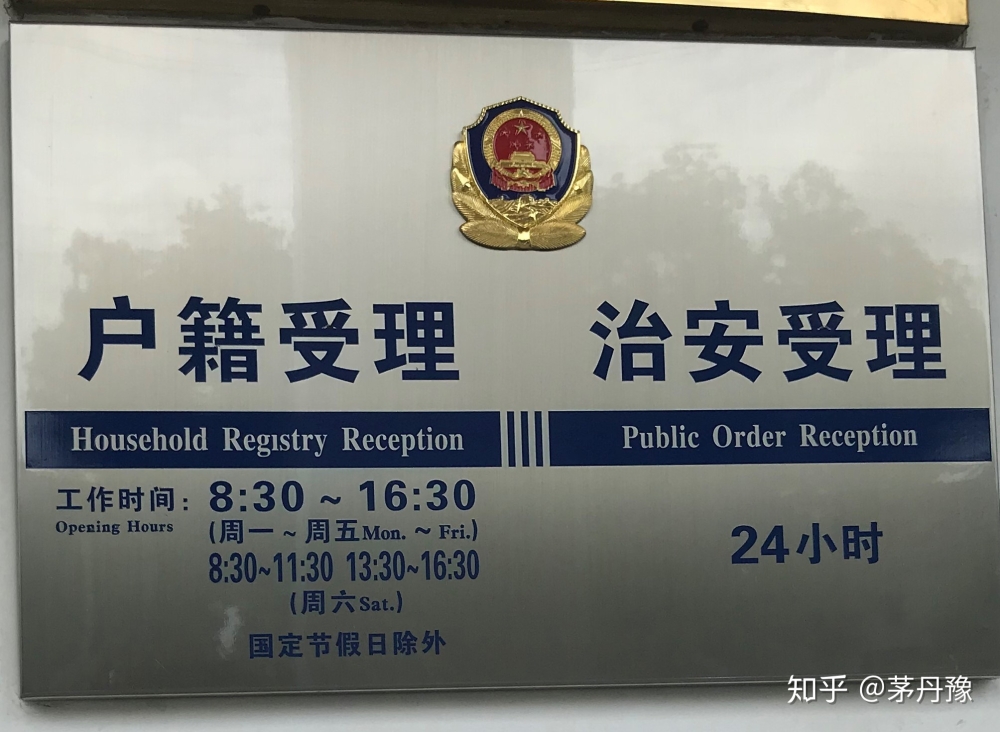 户籍受理
Household Registry Reception
工作时间：8:30 ~ 16:30
Opening Hours
(周一 ~ 周五Mon. ~ Fri.)
8:30~11:30 13:30~16:30
(周六Sat.)
国定节假日除外
治安受理
Public Order Reception
24小时
知乎 @茅丹豫